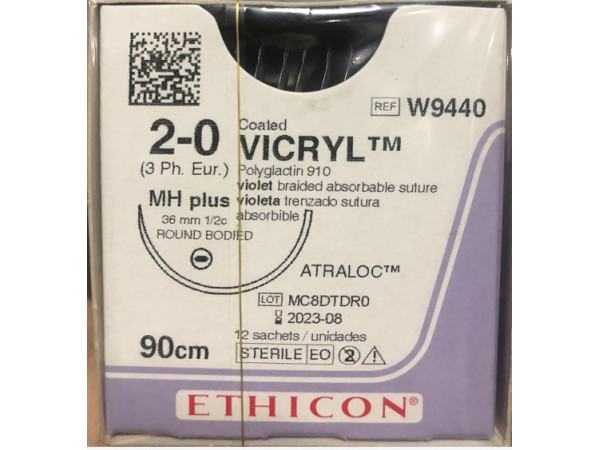 REF W9440
2-0
(3 Ph. Eur.)
Coated
VICRYL™
Polyglactin 910
violet braided absorbable suture
violeta trenzado sutura
absorbible
MH plus
36 mm 1/2c
ROUND BODIED
ATRALOC™
LOT MC8DTDR0
2023-08
12 sachets / unidades
90cm
STERILE EO 2
ETHICON®